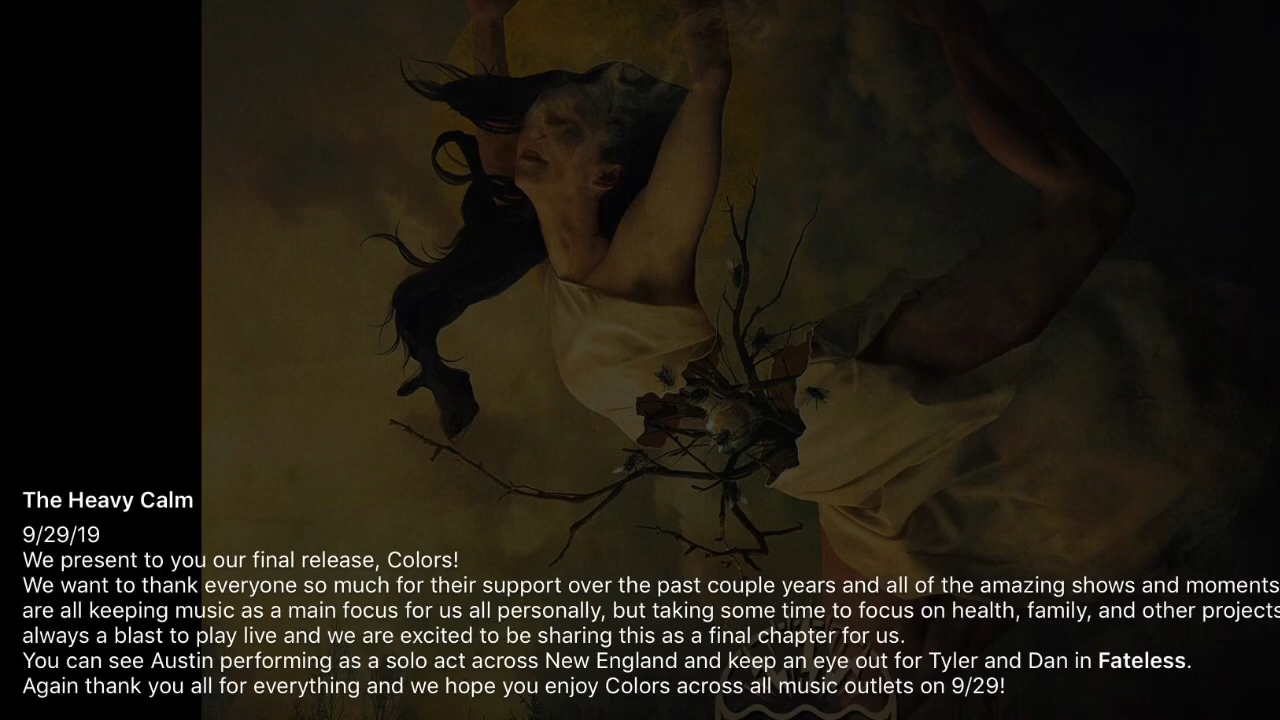 The Heavy Calm
9/29/19
We present to you our final release, Colors!
We want to thank everyone so much for their support over the past couple years and all of the amazing shows and moments
are all keeping music as a main focus for us all personally, but taking some time to focus on health, family, and other projects
always a blast to play live and we are excited to be sharing this as a final chapter for us.
You can see Austin performing as a solo act across New England and keep an eye out for Tyler and Dan in Fateless.
Again thank you all for everything and we hope you enjoy Colors across all music outlets on 9/29!